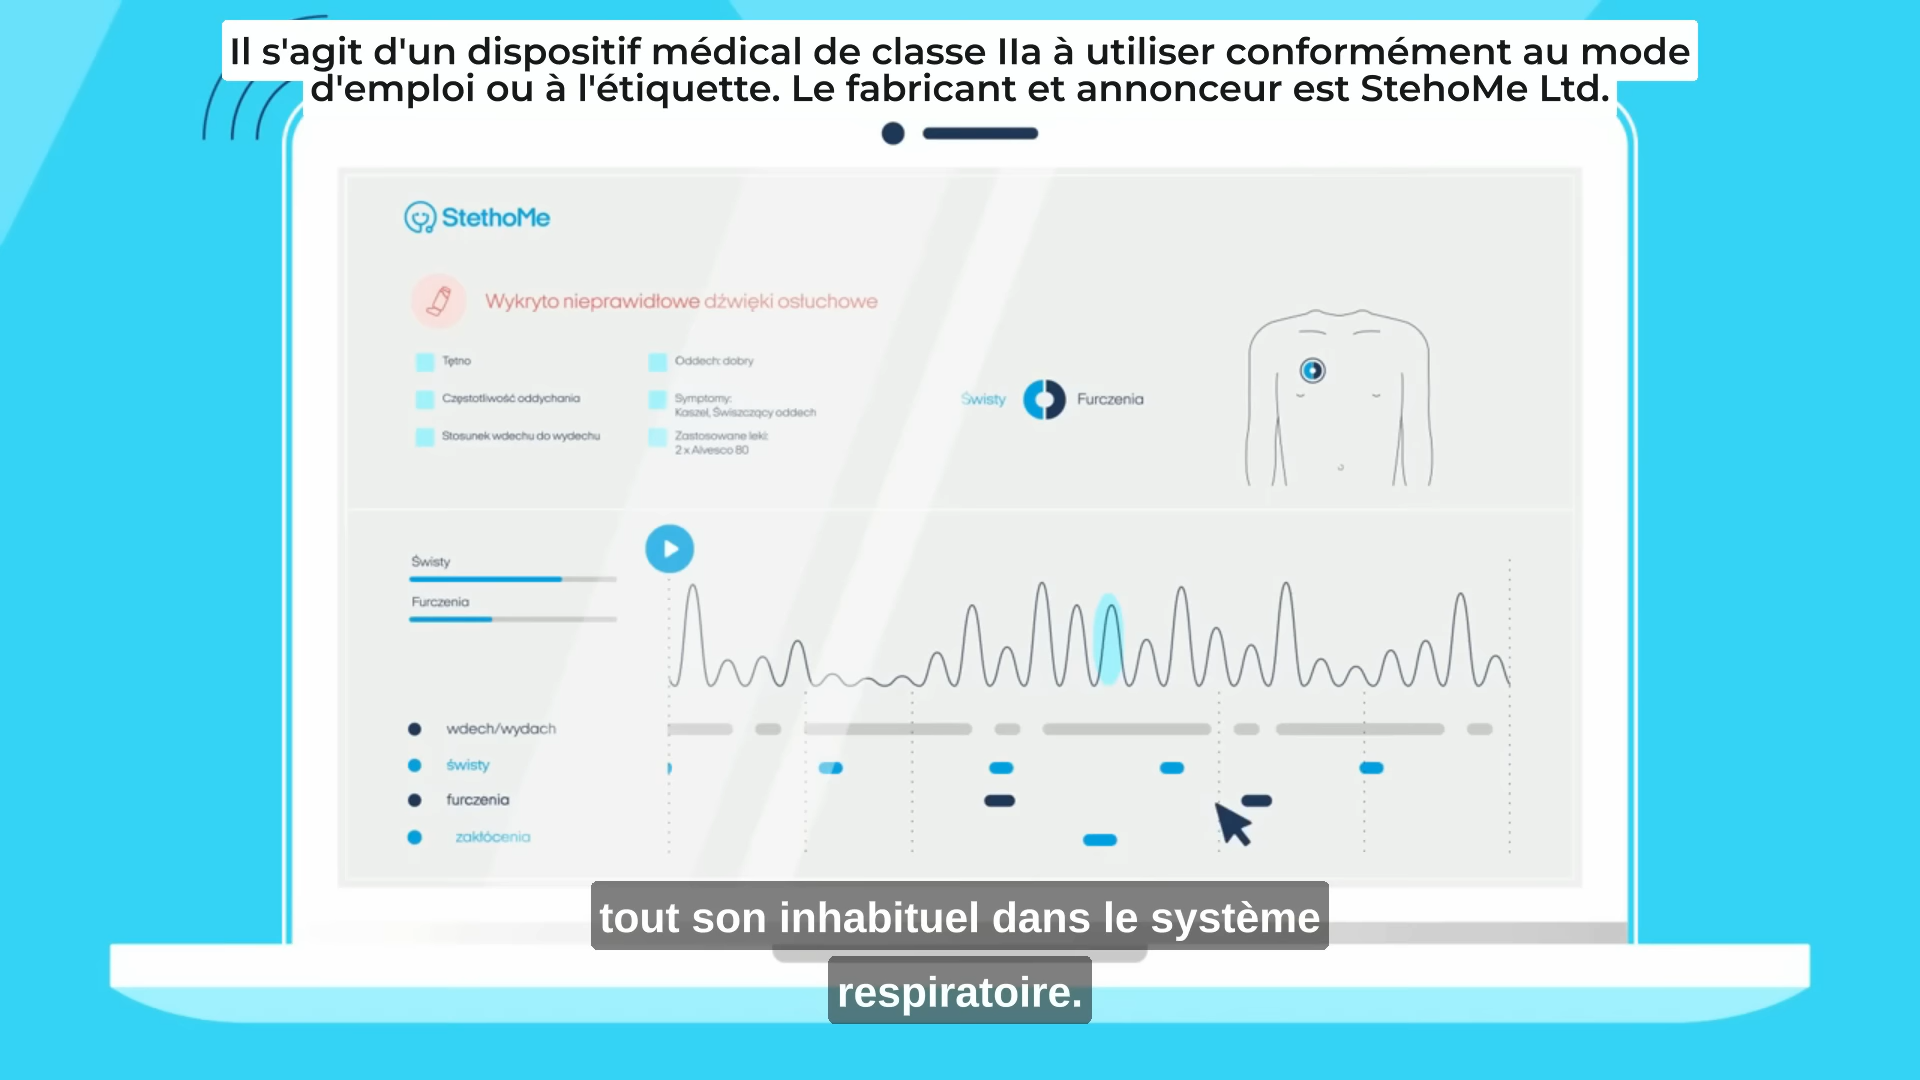 Il s'agit d'un dispositif médical de classe IIa à utiliser conformément au mode
d'emploi ou à l'étiquette. Le fabricant et annonceur est StehoMe Ltd.
StethoMe
Wykryto nieprawidłowe dźwięki osłuchowe
Tętno
Częstotliwość oddychania
Stosunek wdechu do wydechu
Oddech: dobry
Symptomy:
Kaszel, Świszczący oddech
Zastosowane leki:
2 x Alvesco 80
Świsty
Furczenia
Świsty
Furczenia
wdech/wydach
świsty
furczenia
zakłócenia
tout son inhabituel dans le système
respiratoire.